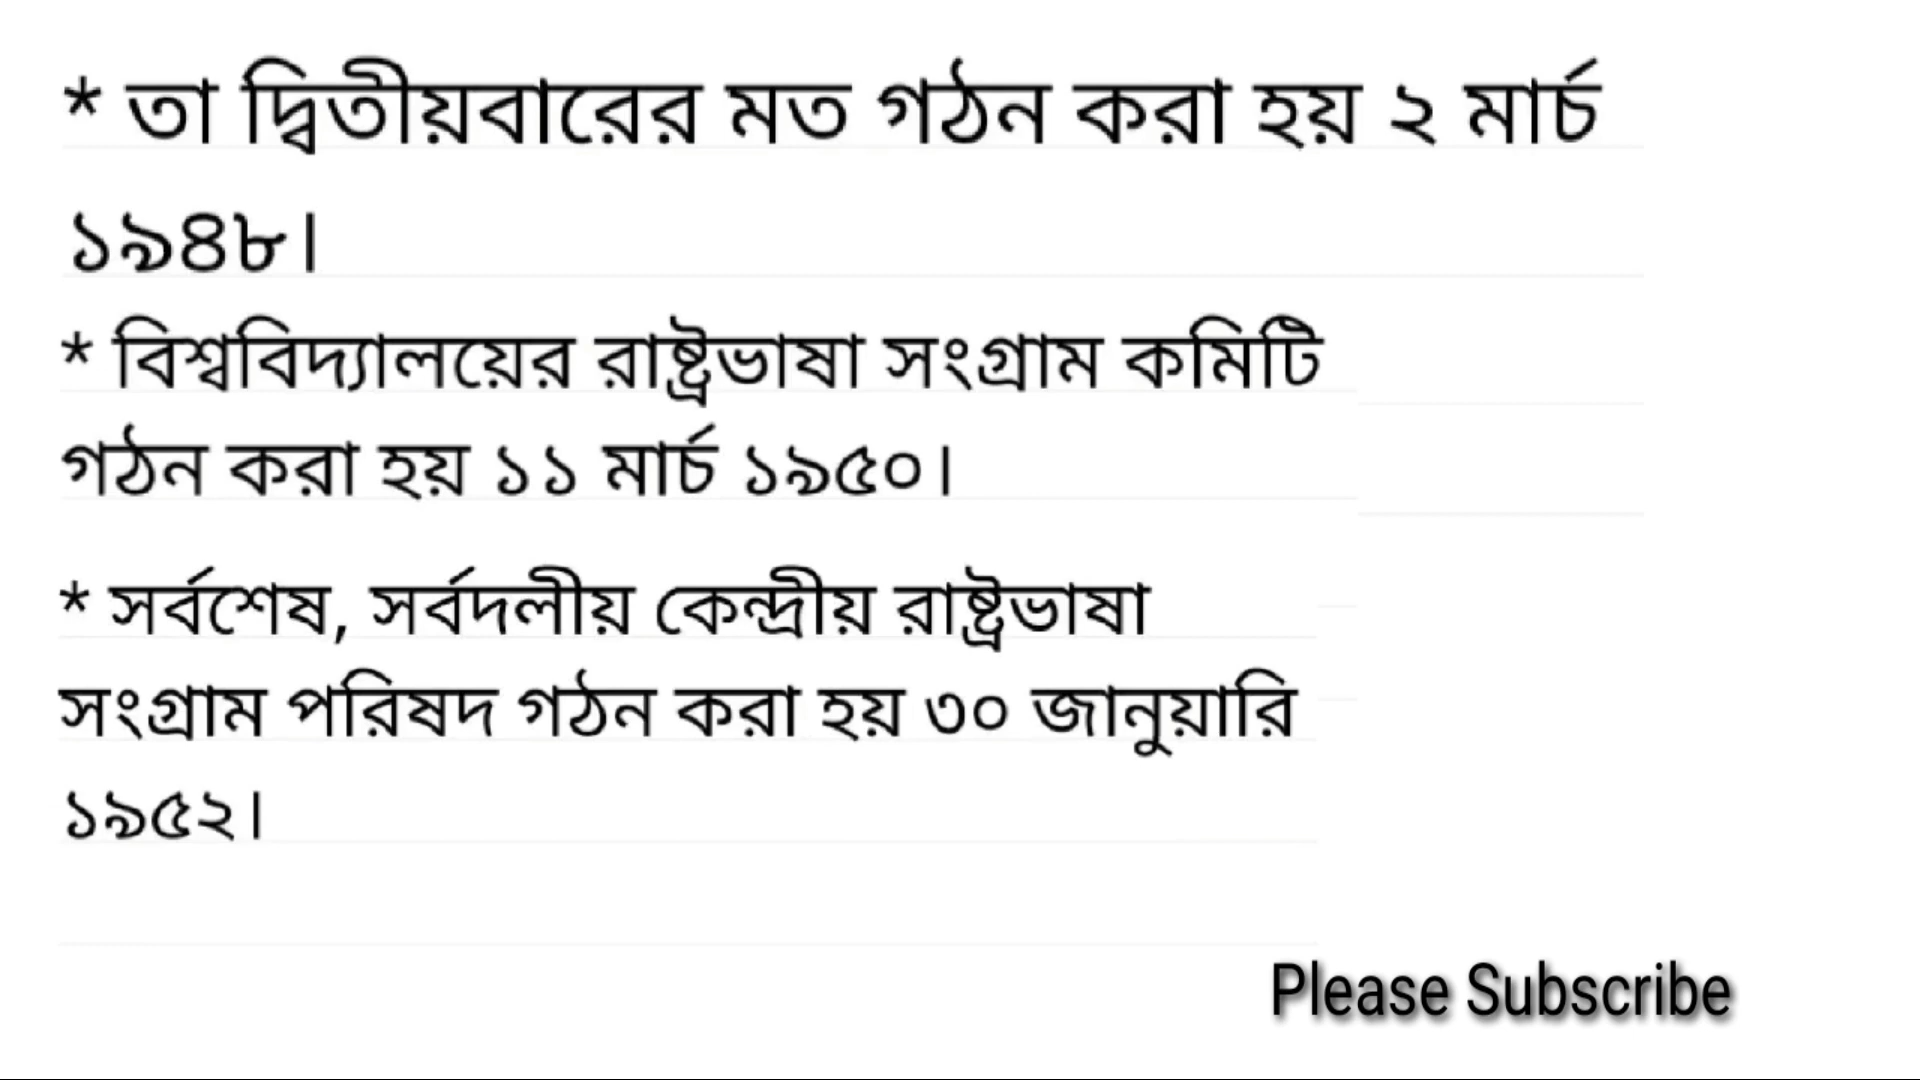 * তা দ্বিতীয়বারের মত গঠন করা হয় ২ মার্চ
১৯৪৮।
* বিশ্ববিদ্যালয়ের রাষ্ট্রভাষা সংগ্রাম কমিটি
গঠন করা হয় ১১ মার্চ ১৯৫০।
* সর্বশেষ, সর্বদলীয় কেন্দ্রীয় রাষ্ট্রভাষা
সংগ্রাম পরিষদ গঠন করা হয় ৩০ জানুয়ারি
১৯৫২।
Please Subscribe